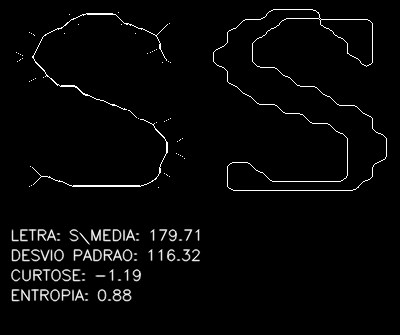 S S
LETRA: S\MEDIA: 179.71
DESVIO PADRAO: 116.32
CURTOSE: -1.19
ENTROPIA: 0.88